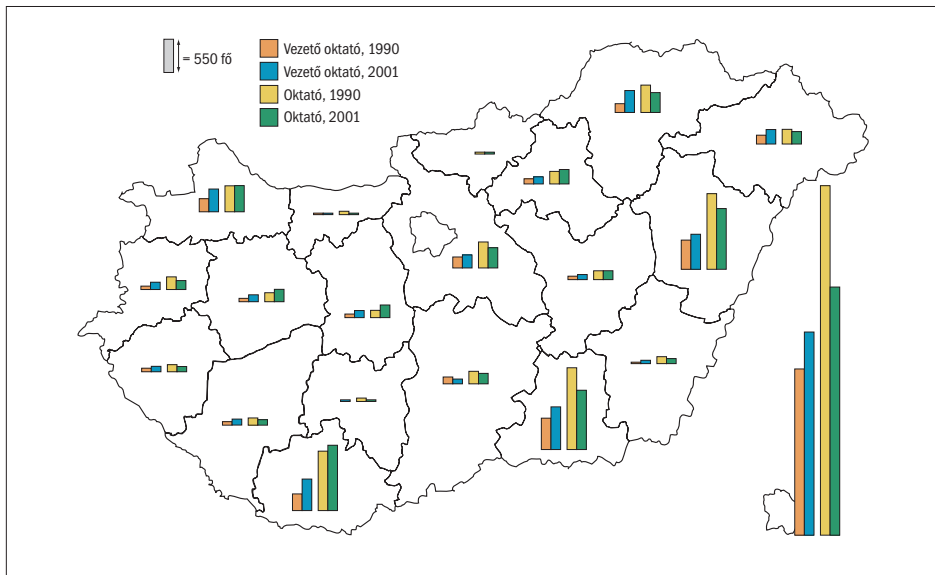 = 550 fő
Vezető oktató, 1990
Vezető oktató, 2001
Oktató, 1990
Oktató, 2001